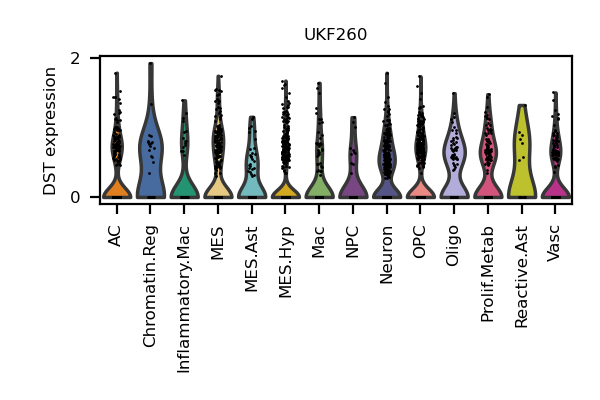 UKF260
DST expression
2
0
AC
Chromatin.Reg
Inflammatory.Mac
MES
MES.Ast
MES.Hyp
Mac
NPC
Neuron
OPC
Oligo
Prolif.Metab
Reactive.Ast
Vasc